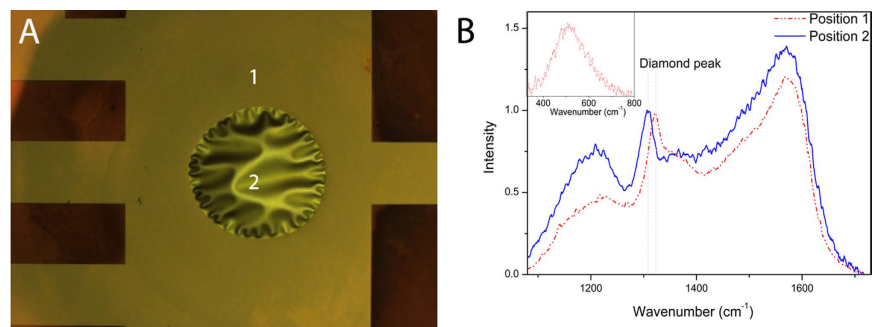 A
1
2
B
1.5
1.0
0.5
0.0
Intensity
400 600 800
Wavenumber (cm⁻¹)
Diamond peak
Position 1
Position 2
1200 1400 1600
Wavenumber (cm⁻¹)